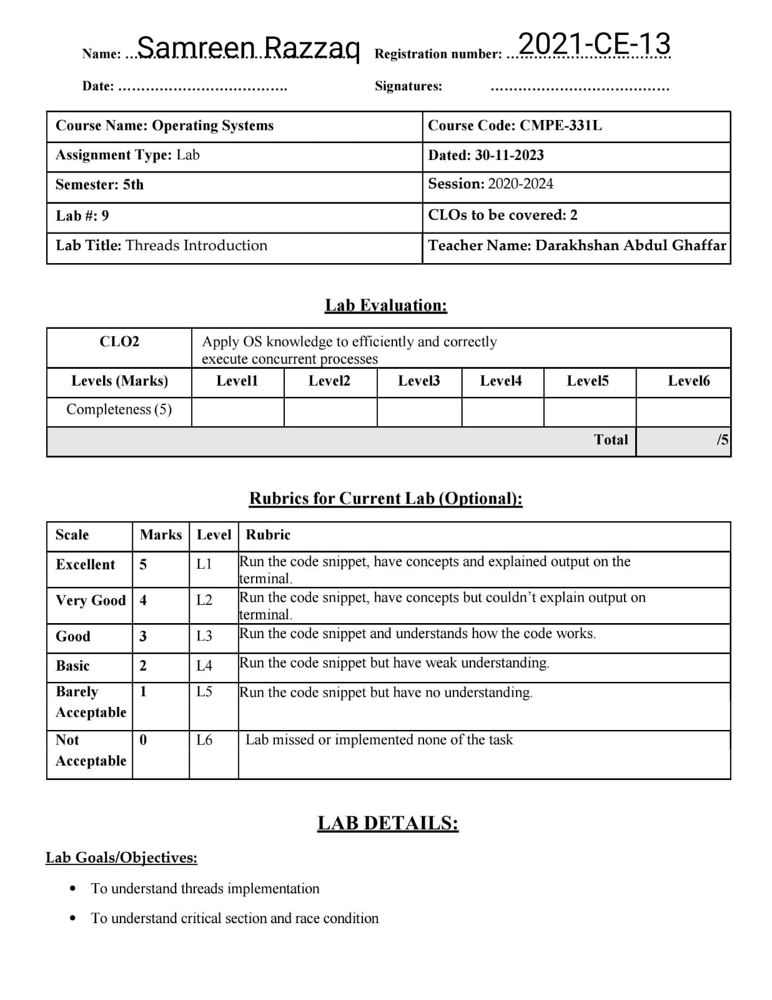 Name: ...Samreen Razzaq Registration number: ...2021-CE-13
Date: ………………………………. Signatures: …………………………………
Course Name: Operating Systems Course Code: CMPE-331L
Assignment Type: Lab Dated: 30-11-2023
Semester: 5th Session: 2020-2024
Lab #: 9 CLOs to be covered: 2
Lab Title: Threads Introduction Teacher Name: Darakhshan Abdul Ghaffar
Lab Evaluation:
CLO2 Apply OS knowledge to efficiently and correctly
execute concurrent processes
Levels (Marks) Level1 Level2 Level3 Level4 Level5 Level6
Completeness (5)
Total /5
Rubrics for Current Lab (Optional):
Scale Marks Level Rubric
Excellent 5 L1 Run the code snippet, have concepts and explained output on the
terminal.
Very Good 4 L2 Run the code snippet, have concepts but couldn’t explain output on
terminal.
Good 3 L3 Run the code snippet and understands how the code works.
Basic 2 L4 Run the code snippet but have weak understanding.
Barely 1 L5 Run the code snippet but have no understanding.
Acceptable
Not 0 L6 Lab missed or implemented none of the task
Acceptable
LAB DETAILS:
Lab Goals/Objectives:
• To understand threads implementation
• To understand critical section and race condition